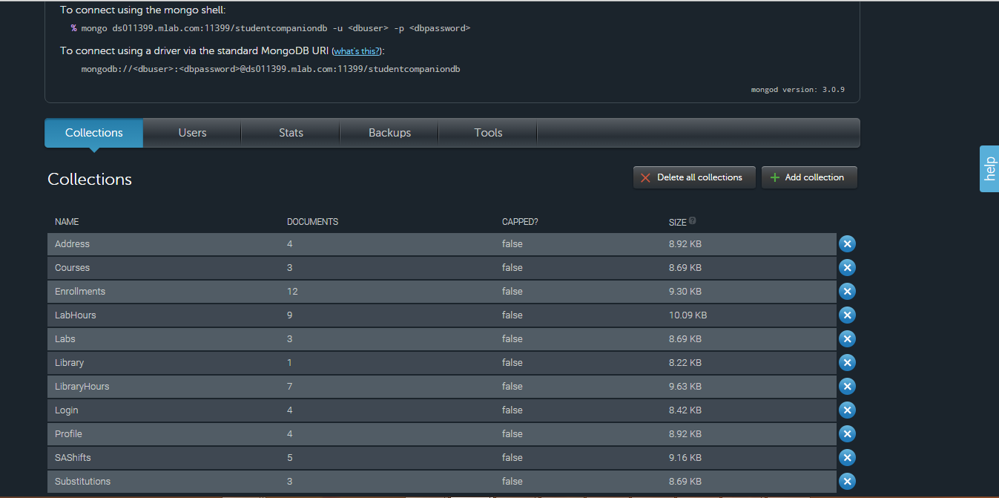 To connect using the mongo shell:
% mongo ds011399.mlab.com:11399/studentcompaniondb -u <dbuser> -p <dbpassword>
To connect using a driver via the standard MongoDB URI (what's this?):
mongodb://<dbuser>:<dbpassword>@ds011399.mlab.com:11399/studentcompaniondb
mongod version: 3.0.9
Collections Users Stats Backups Tools
help
Collections Delete all collections Add collection
NAME DOCUMENTS CAPPED? SIZE ?
Address 4 false 8.92 KB
Courses 3 false 8.69 KB
Enrollments 12 false 9.30 KB
LabHours 9 false 10.09 KB
Labs 3 false 8.69 KB
Library 1 false 8.22 KB
LibraryHours 7 false 9.63 KB
Login 4 false 8.42 KB
Profile 4 false 8.92 KB
SAShifts 5 false 9.16 KB
Substitutions 3 false 8.69 KB